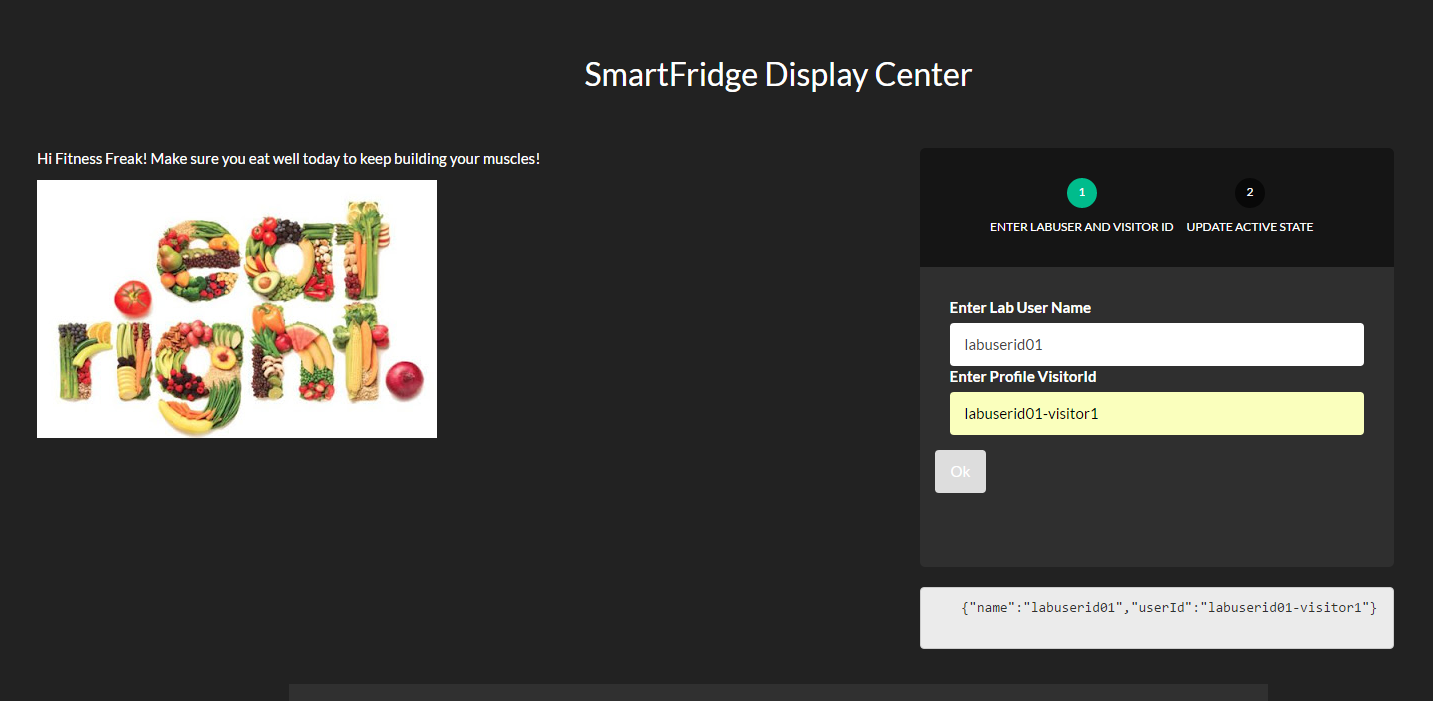 SmartFridge Display Center
Hi Fitness Freak! Make sure you eat well today to keep building your muscles!
eat
right.
1
2
ENTER LABUSER AND VISITOR ID
UPDATE ACTIVE STATE
Enter Lab User Name
labuserid01
Enter Profile VisitorId
labuserid01-visitor1
Ok
{"name":"labuserid01","userId":"labuserid01-visitor1"}